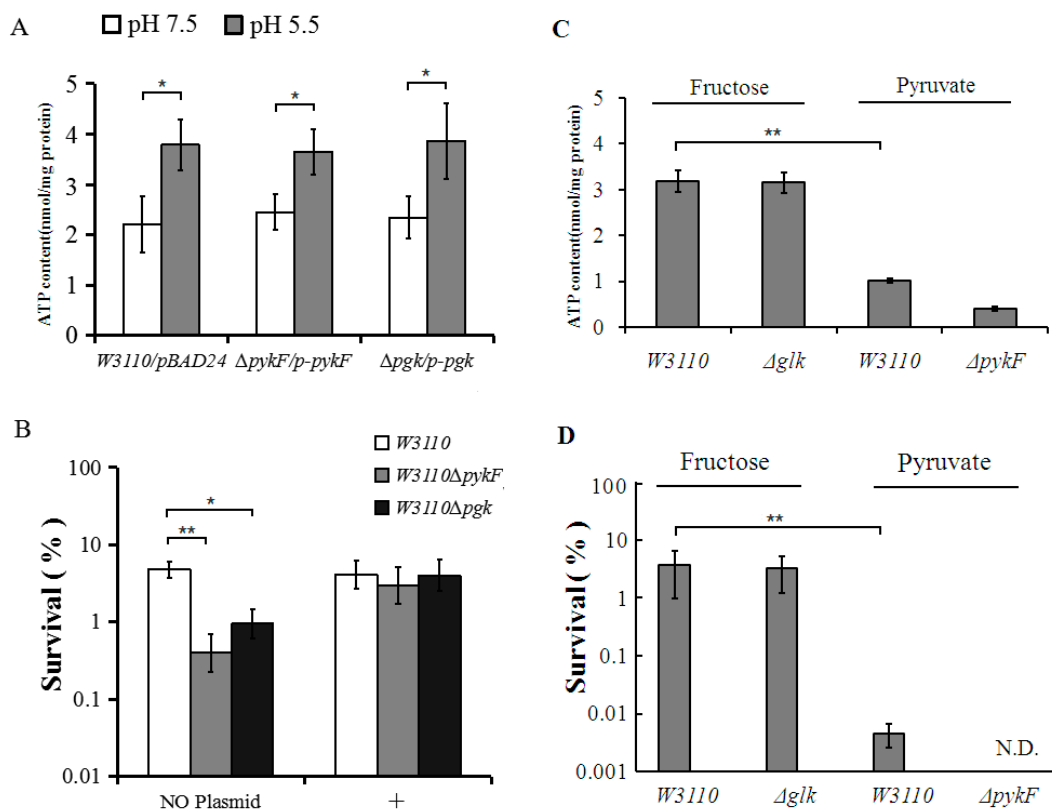 A
pH 7.5 pH 5.5
ATP content(nmol/mg protein)
5
4
3
2
1
0
* * *
W3110/pBAD24 ΔpykF/p-pykF Δpgk/p-pgk
B
W3110
W3110ΔpykF
W3110Δpgk
Survival ( % )
100
10
1
0.1
0.01
*
**
NO Plasmid +
C
Fructose Pyruvate
ATP content(nmol/mg protein)
5
4
3
2
1
0
**
W3110 Δglk W3110 ΔpykF
D
Fructose Pyruvate
Survival ( % )
100
10
1
0.1
0.01
0.001
**
N.D.
W3110 Δglk W3110 ΔpykF